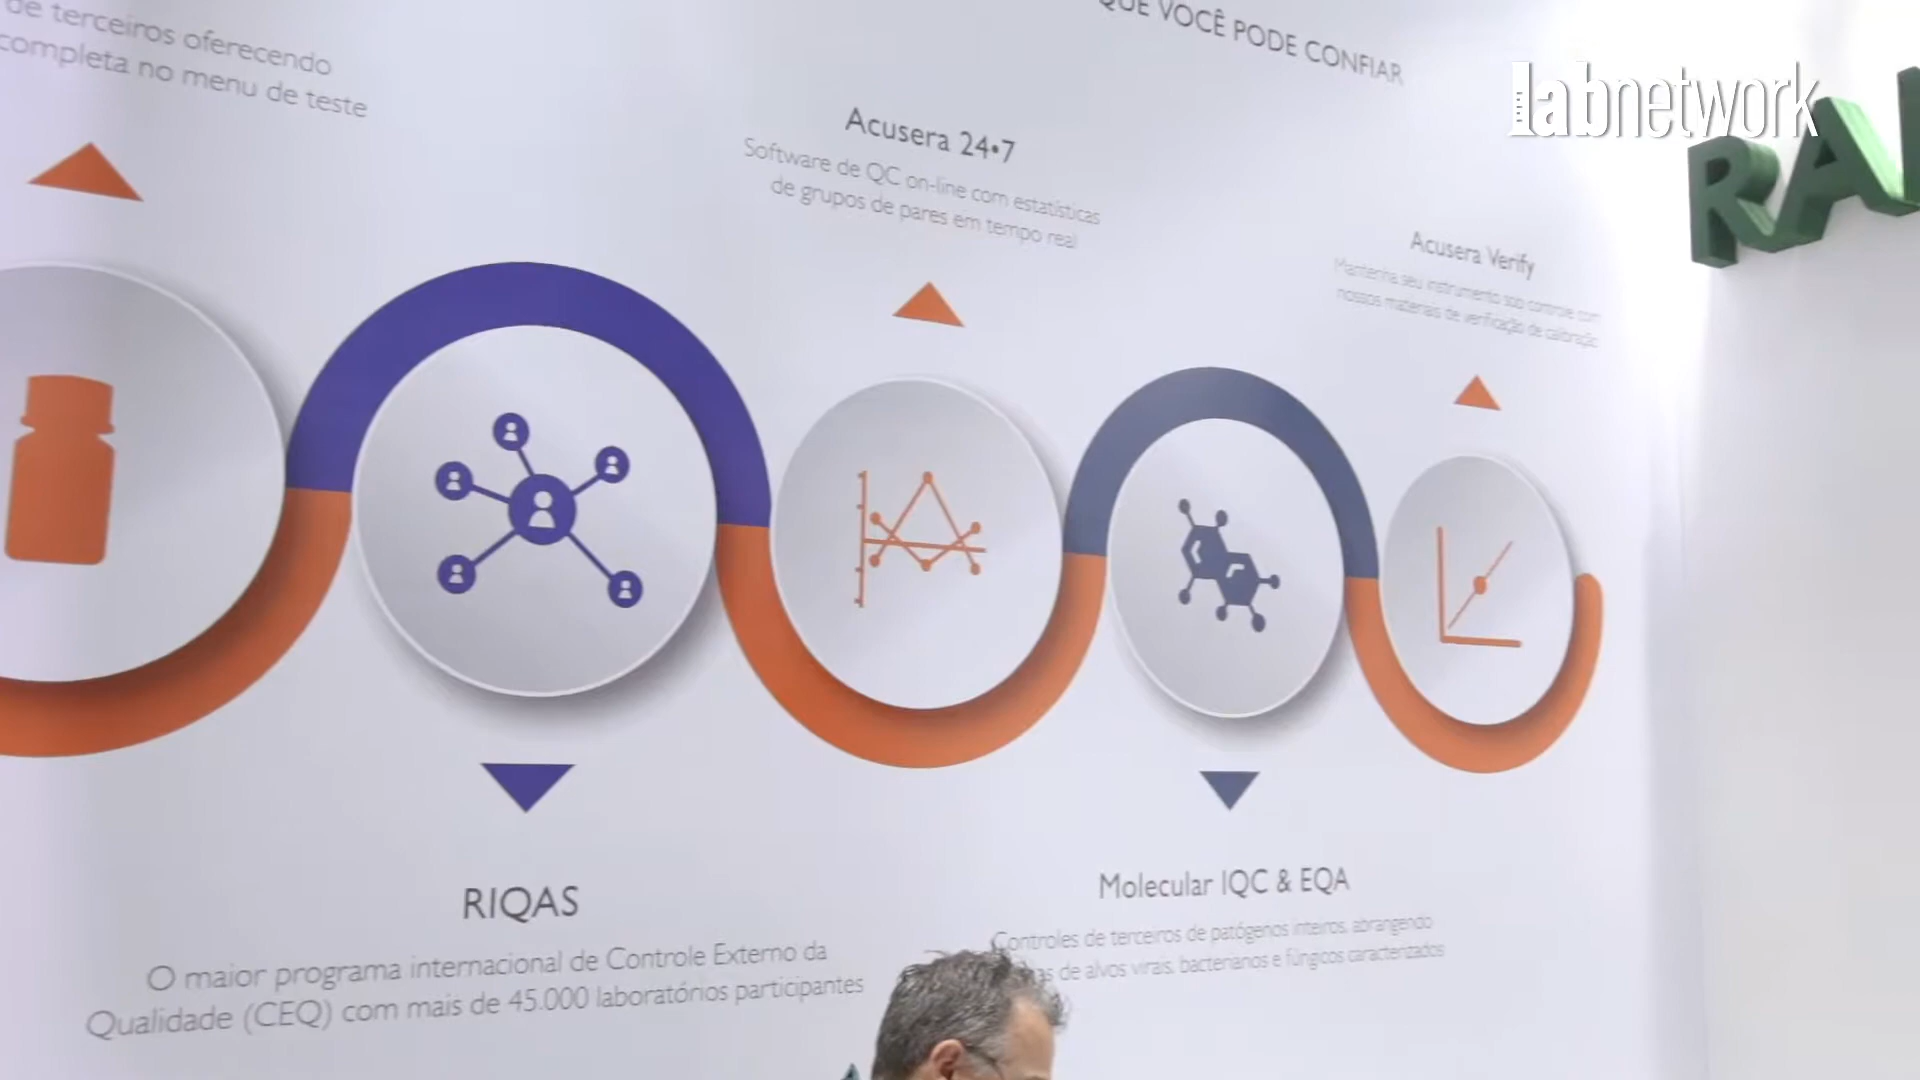 de terceiros oferecendo
completa no menu de teste
QUE VOCÊ PODE CONFIAR
labnetwork
RA
Acusera 24•7
Software de QC on-line com estatísticas
de grupos de pares em tempo real
Acusera Verify
Mantenha seu instrumento sob controle com
nossos materiais de verificação de calibração
RIQAS
O maior programa internacional de Controle Externo da
Qualidade (CEQ) com mais de 45.000 laboratórios participantes
Molecular IQC & EQA
Controles de terceiros de patógenos inteiros, abrangendo
de alvos virais, bacterianos e fúngicos caracterizados